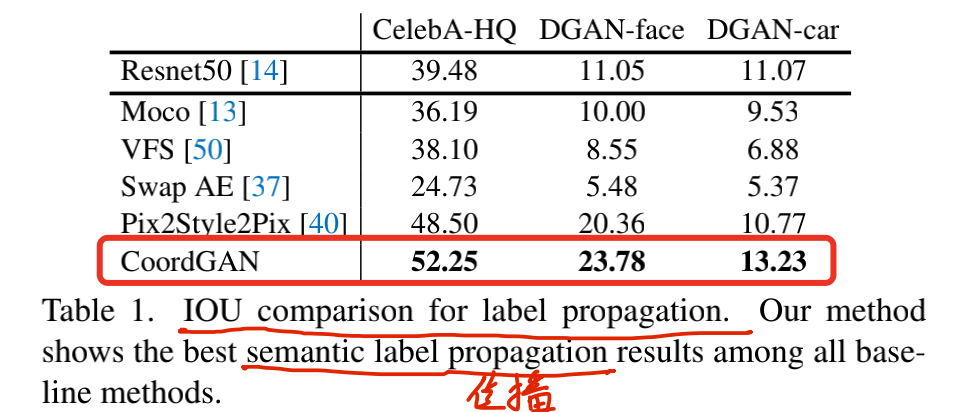 CelebA-HQ DGAN-face DGAN-car
Resnet50 [14] 39.48 11.05 11.07
Moco [13] 36.19 10.00 9.53
VFS [50] 38.10 8.55 6.88
Swap AE [37] 24.73 5.48 5.37
Pix2Style2Pix [40] 48.50 20.36 10.77
CoordGAN 52.25 23.78 13.23
Table 1. IOU comparison for label propagation. Our method
shows the best semantic label propagation results among all base-
line methods.
传播